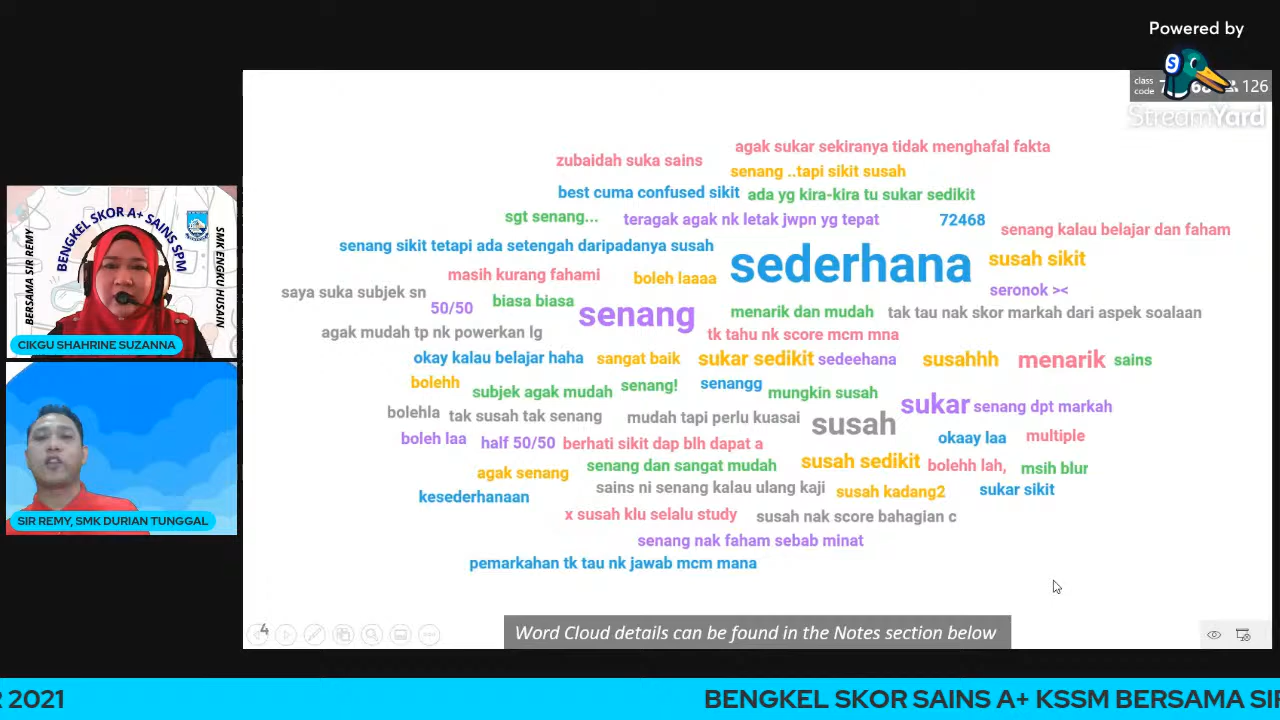 Powered by
StreamYard
class code
126
agak sukar sekiranya tidak menghafal fakta
zubaidah suka sains
senang ..tapi sikit susah
best cuma confused sikit
ada yg kira-kira tu sukar sedikit
sgt senang...
teragak agak nk letak jwpn yg tepat
72468
senang kalau belajar dan faham
senang sikit tetapi ada setengah daripadanya susah
sederhana
susah sikit
masih kurang fahami
boleh laaaa
saya suka subjek sn
50/50
biasa biasa
senang
seronok ><
menarik dan mudah
tak tau nak skor markah dari aspek soalaan
agak mudah tp nk powerkan lg
tk tahu nk score mcm mna
okay kalau belajar haha
sangat baik
sukar sedikit
sedeehana
susahhh
menarik
sains
bolehh
subjek agak mudah
senang!
senangg
mungkin susah
bolehla
tak susah tak senang
mudah tapi perlu kuasai
susah
sukar
senang dpt markah
boleh laa
half 50/50
berhati sikit dap blh dapat a
okaay laa
multiple
agak senang
senang dan sangat mudah
susah sedikit
bolehh lah,
msih blur
kesederhanaan
sains ni senang kalau ulang kaji
susah kadang2
sukar sikit
x susah klu selalu study
susah nak score bahagian c
senang nak faham sebab minat
pemarkahan tk tau nk jawab mcm mana
4
Word Cloud details can be found in the Notes section below
BERSAMA SIR REMY
BENGKEL SKOR A+ SAINS SPM
SMK ENGKU HUSAIN
CIKGU SHAHRINE SUZANNA
SIR REMY, SMK DURIAN TUNGGAL
2021
BENGKEL SKOR SAINS A+ KSSM BERSAMA